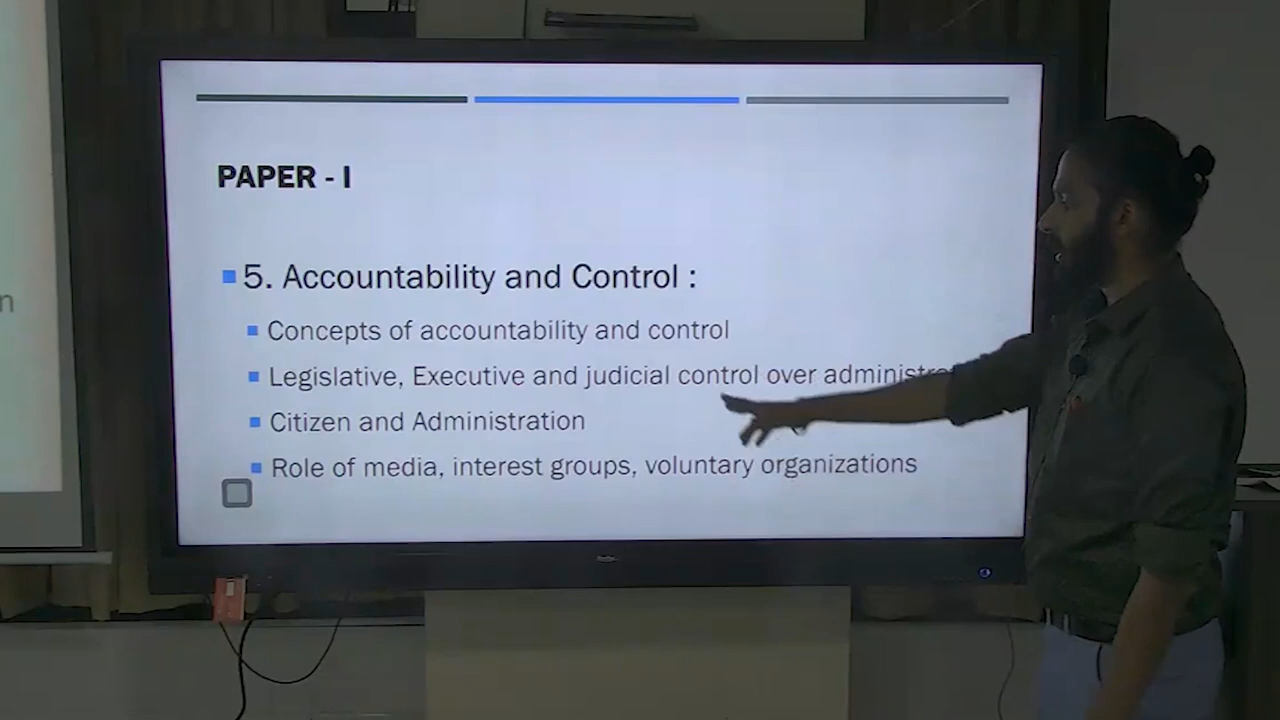 PAPER - I
5. Accountability and Control :
Concepts of accountability and control
Legislative, Executive and judicial control over
Citizen and Administration
Role of media, interest groups, voluntary organizations
n